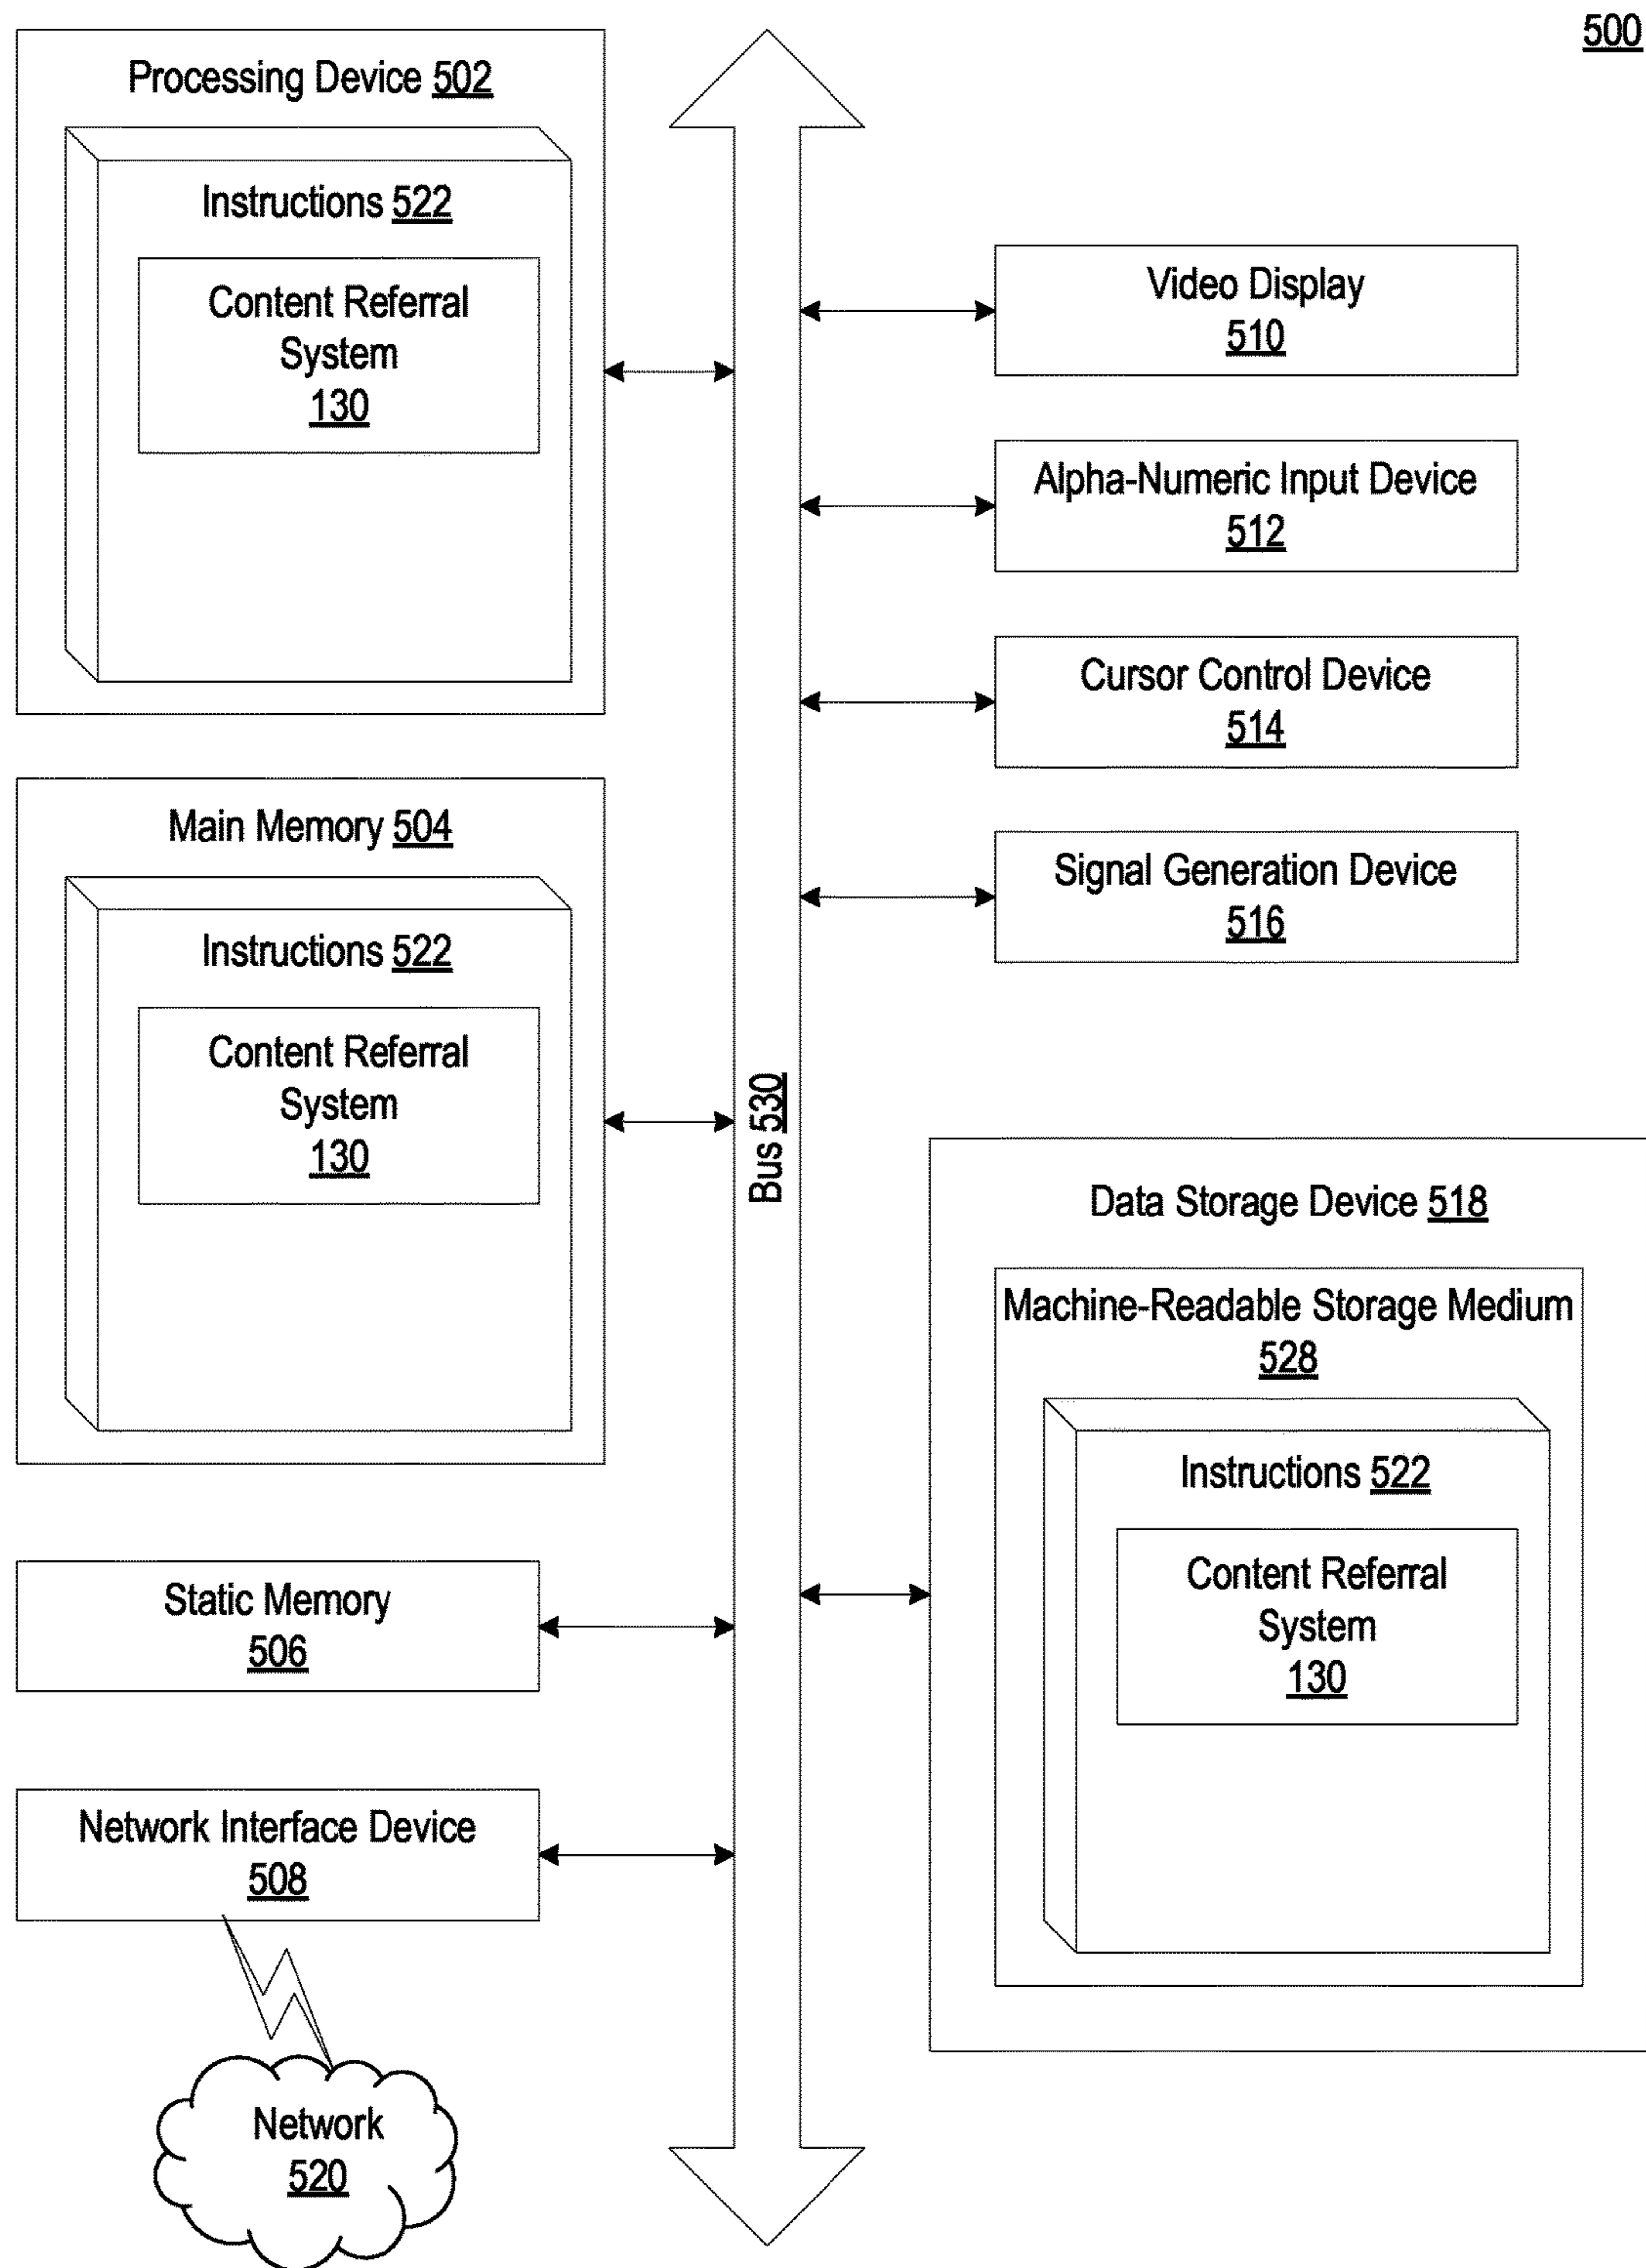 500
Processing Device 502
Instructions 522
Content Referral
System
130
Main Memory 504
Instructions 522
Content Referral
System
130
Static Memory
506
Network Interface Device
508
Network
520
Bus 530
Video Display
510
Alpha-Numeric Input Device
512
Cursor Control Device
514
Signal Generation Device
516
Data Storage Device 518
Machine-Readable Storage Medium
528
Instructions 522
Content Referral
System
130